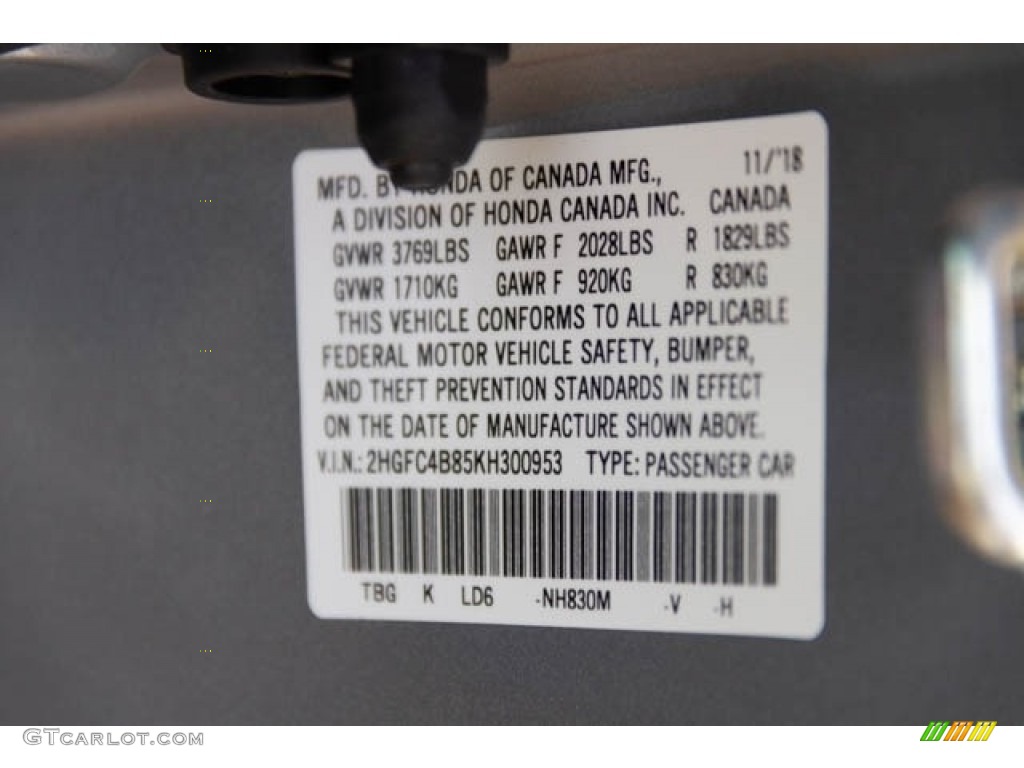 11/'18
MFD. BY HONDA OF CANADA MFG.,
A DIVISION OF HONDA CANADA INC. CANADA
GVWR 3769LBS GAWR F 2028LBS R 1829LBS
GVWR 1710KG GAWR F 920KG R 830KG
THIS VEHICLE CONFORMS TO ALL APPLICABLE
FEDERAL MOTOR VEHICLE SAFETY, BUMPER,
AND THEFT PREVENTION STANDARDS IN EFFECT
ON THE DATE OF MANUFACTURE SHOWN ABOVE.
V.I.N.: 2HGFC4B85KH300953 TYPE: PASSENGER CAR
TBG K LD6 -NH830M -V -H
GTCARLOT.COM